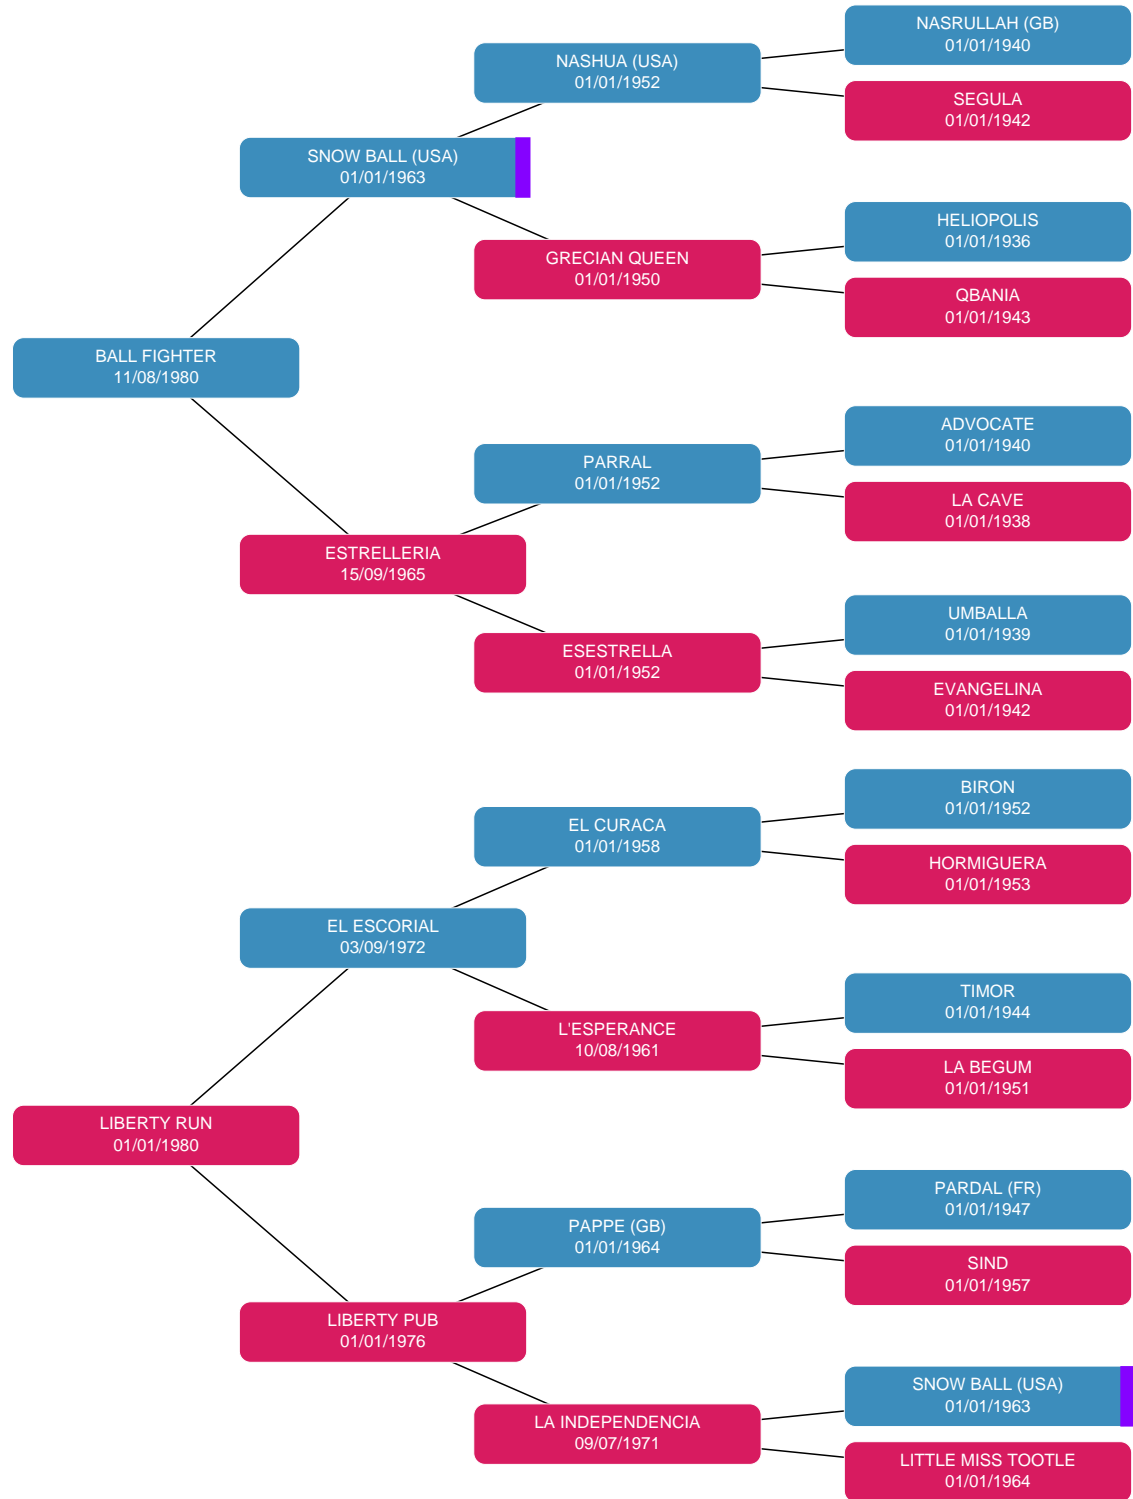 NASRULLAH (GB)
01/01/1940
NASHUA (USA)
01/01/1952
SEGULA
01/01/1942
SNOW BALL (USA)
01/01/1963
HELIOPOLIS
01/01/1936
GRECIAN QUEEN
01/01/1950
QBANIA
01/01/1943
BALL FIGHTER
11/08/1980
ADVOCATE
01/01/1940
PARRAL
01/01/1952
LA CAVE
01/01/1938
ESTRELLERIA
15/09/1965
UMBALLA
01/01/1939
ESESTRELLA
01/01/1952
EVANGELINA
01/01/1942
BIRON
01/01/1952
EL CURACA
01/01/1958
HORMIGUERA
01/01/1953
EL ESCORIAL
03/09/1972
TIMOR
01/01/1944
L'ESPERANCE
10/08/1961
LA BEGUM
01/01/1951
LIBERTY RUN
01/01/1980
PARDAL (FR)
01/01/1947
PAPPE (GB)
01/01/1964
SIND
01/01/1957
LIBERTY PUB
01/01/1976
SNOW BALL (USA)
01/01/1963
LA INDEPENDENCIA
09/07/1971
LITTLE MISS TOOTLE
01/01/1964